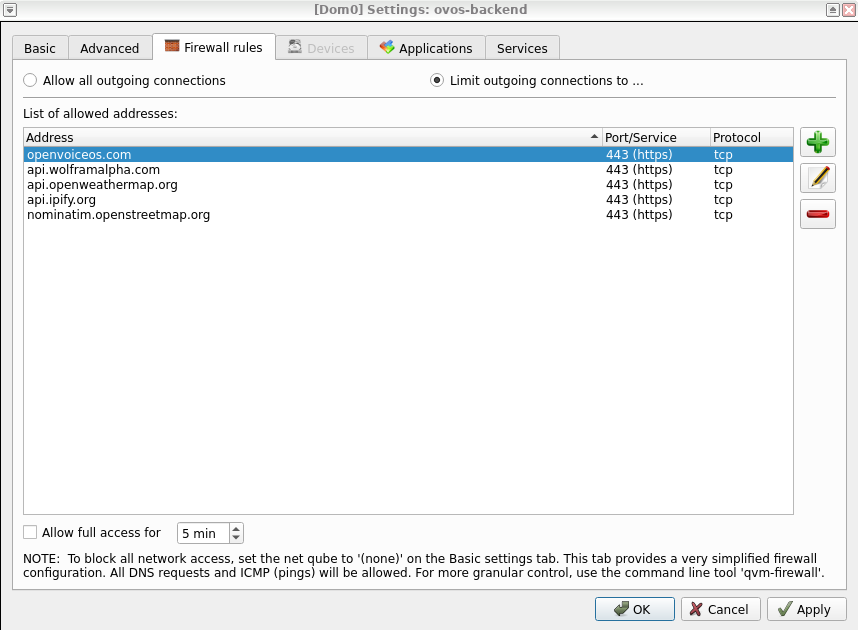 [Dom0] Settings: ovos-backend
Basic Advanced Firewall rules Devices Applications Services
Allow all outgoing connections Limit outgoing connections to ...
List of allowed addresses:
Address Port/Service Protocol
openvoiceos.com 443 (https) tcp
api.wolframalpha.com 443 (https) tcp
api.openweathermap.org 443 (https) tcp
api.ipify.org 443 (https) tcp
nominatim.openstreetmap.org 443 (https) tcp
Allow full access for 5 min
NOTE: To block all network access, set the net qube to '(none)' on the Basic settings tab. This tab provides a very simplified firewall
configuration. All DNS requests and ICMP (pings) will be allowed. For more granular control, use the command line tool 'qvm-firewall'.
OK Cancel Apply